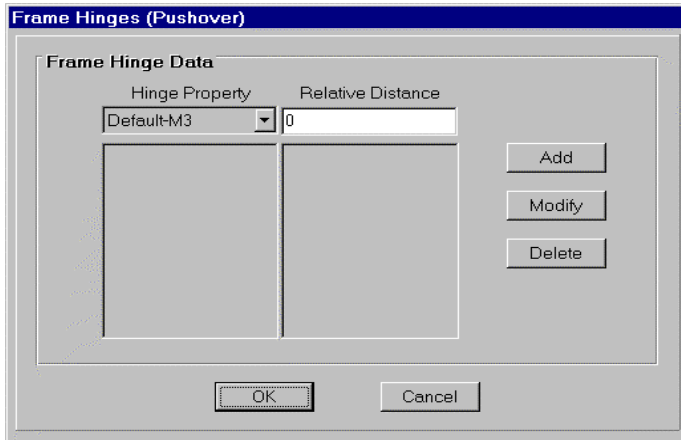 Frame Hinges (Pushover)
Frame Hinge Data
Hinge Property Relative Distance
Default-M3 0
Add
Modify
Delete
OK Cancel